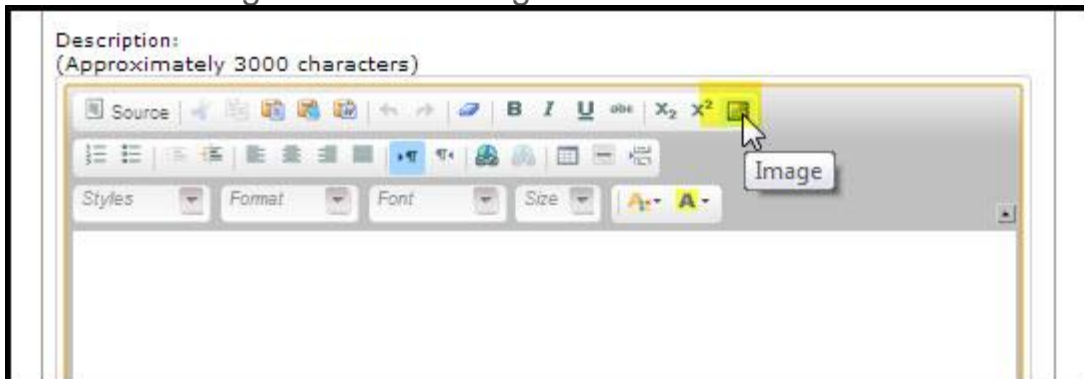 Description:
(Approximately 3000 characters)
Source B I U abc X₂ X²
Image
Styles Format Font Size A A